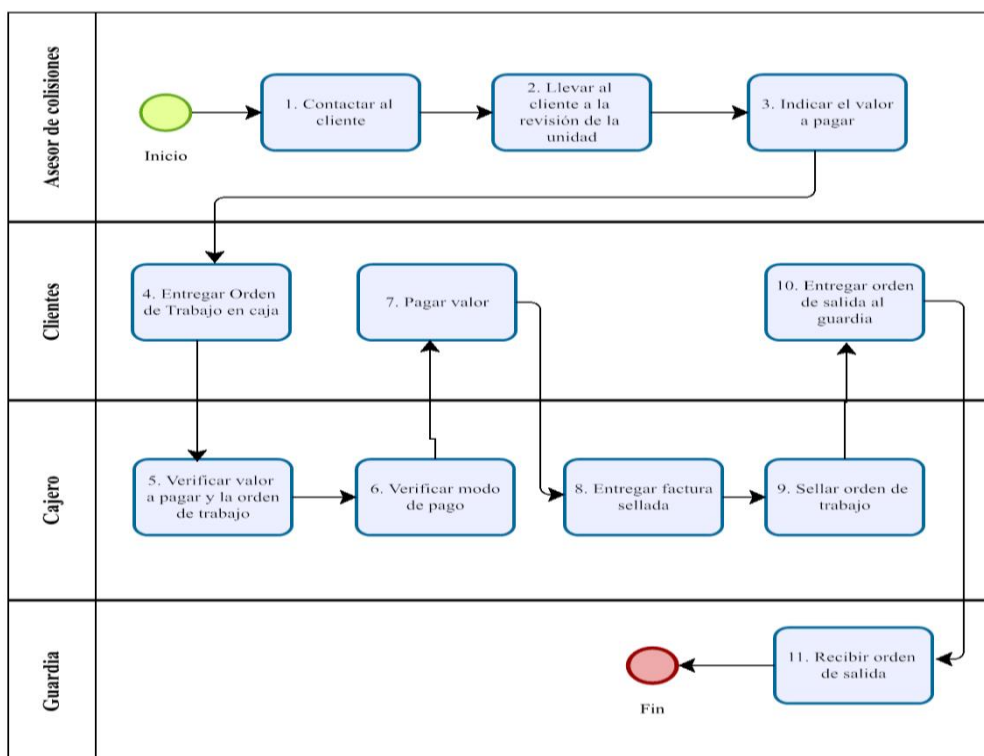 Asesor de colisiones
Inicio
1. Contactar al
cliente
2. Llevar al
cliente a la
revisión de la
unidad
3. Indicar el valor
a pagar
Clientes
4. Entregar Orden
de Trabajo en caja
7. Pagar valor
10. Entregar orden
de salida al
guardia
Cajero
5. Verificar valor
a pagar y la orden
de trabajo
6. Verificar modo
de pago
8. Entregar factura
sellada
9. Sellar orden de
trabajo
Guardia
Fin
11. Recibir orden
de salida